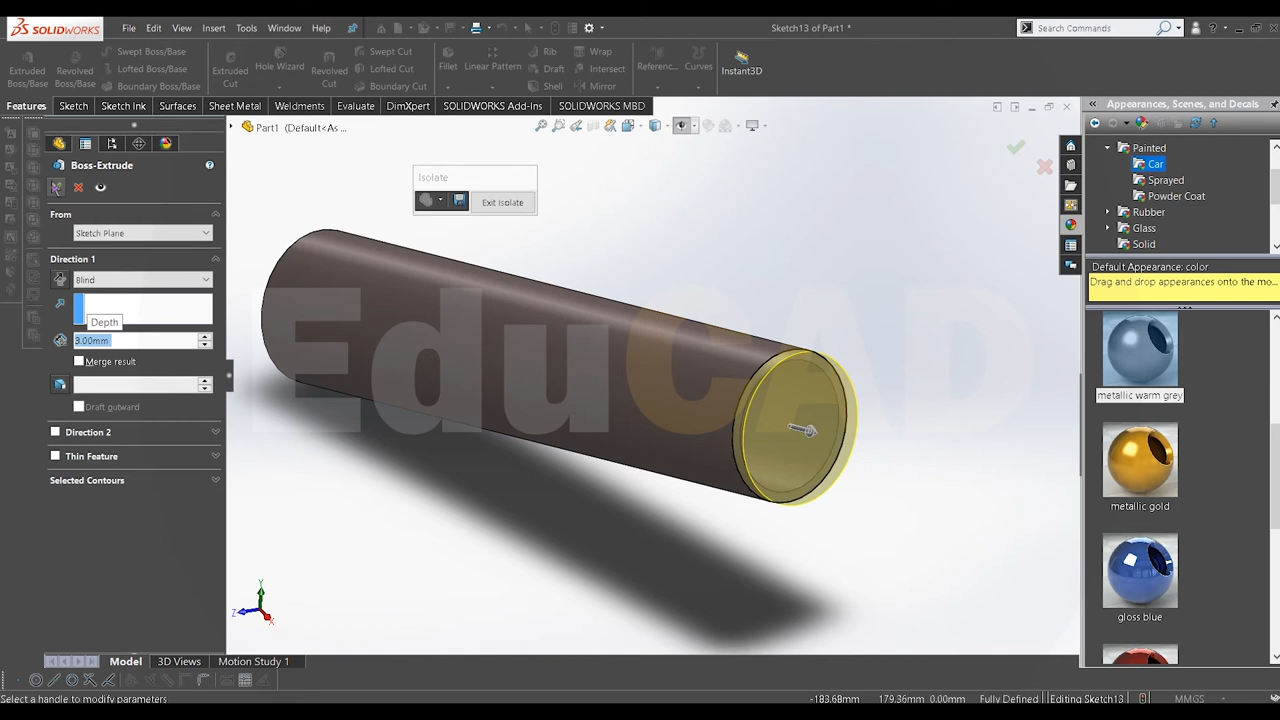 SOLIDWORKS File Edit View Insert Tools Window Help Sketch13 of Part1 * Search Commands
Extruded Boss/Base Revolved Boss/Base Swept Boss/Base Lofted Boss/Base Boundary Boss/Base Extruded Cut Hole Wizard Revolved Cut Swept Cut Lofted Cut Boundary Cut Fillet Linear Pattern Rib Draft Shell Wrap Intersect Mirror Referenc... Curves Instant3D
Features Sketch Sketch Ink Surfaces Sheet Metal Weldments Evaluate DimXpert SOLIDWORKS Add-Ins SOLIDWORKS MBD
Appearances, Scenes, and Decals
Part1 (Default<As ...
Boss-Extrude
From
Sketch Plane
Direction 1
Blind
Depth
3.00mm
Merge result
Draft outward
Direction 2
Thin Feature
Selected Contours
Isolate
Exit Isolate
EduCAD
Y
Z
X
Painted
Car
Sprayed
Powder Coat
Rubber
Glass
Solid
Default Appearance: color
Drag and drop appearances onto the mo...
metallic warm grey
metallic gold
gloss blue
Model 3D Views Motion Study 1
Select a handle to modify parameters -183.68mm 179.36mm 0.00mm Fully Defined Editing Sketch13 MMGS